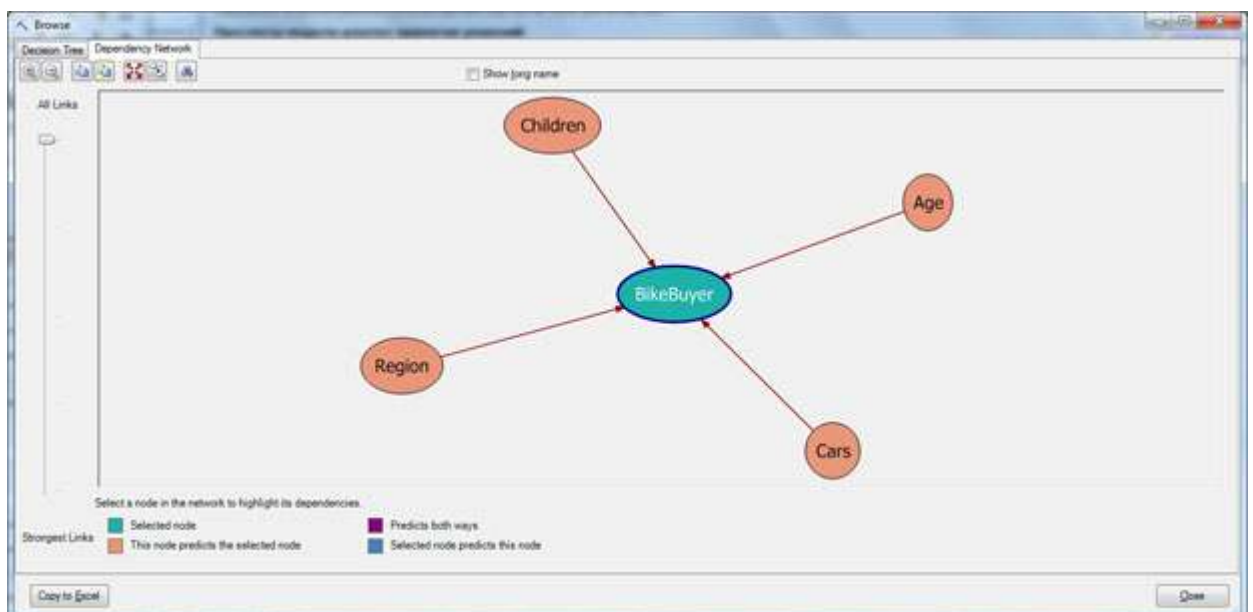 Browse
Decision Tree Dependency Network
Show long name
All Links
Children
Age
BikeBuyer
Region
Cars
Select a node in the network to highlight its dependencies.
Selected node
Predicts both ways
Strongest Links
This node predicts the selected node
Selected node predicts this node
Copy to Excel
Close